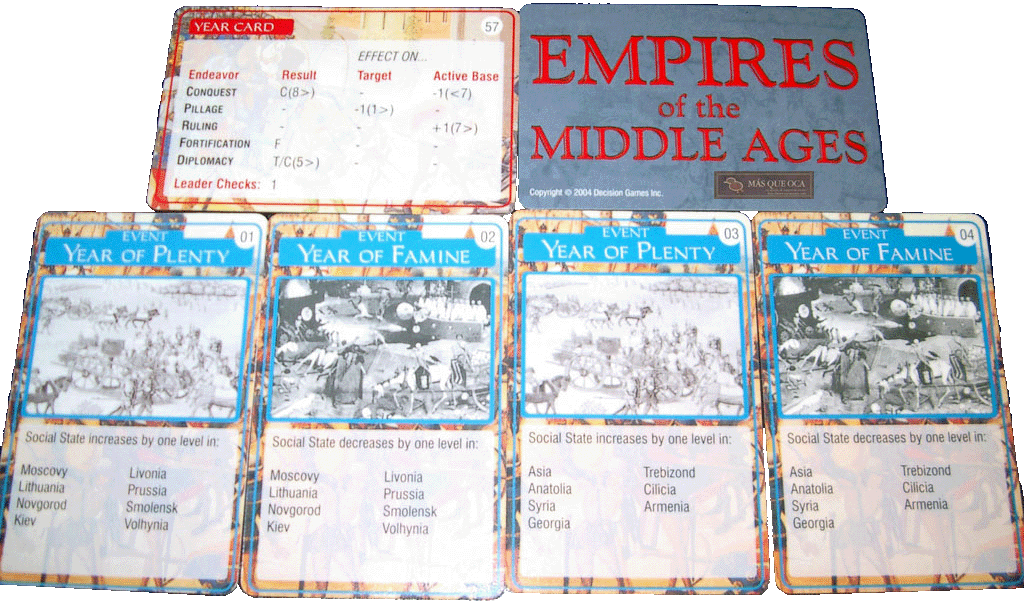 YEAR CARD
57
EFFECT ON...
Endeavor Result Target Active Base
CONQUEST C(8>) - -1(<7)
PILLAGE - -1(1>) -
RULING - - +1(7>)
FORTIFICATION F - -
DIPLOMACY T/C(5>) - -
Leader Checks: 1
EMPIRES
of the
MIDDLE AGES
Copyright © 2004 Decision Games Inc.
MÁS QUE OCA
EVENT
01
YEAR OF PLENTY
Social State increases by one level in:
Moscovy Livonia
Lithuania Prussia
Novgorod Smolensk
Kiev Volhynia
EVENT
02
YEAR OF FAMINE
Social State decreases by one level in:
Moscovy Livonia
Lithuania Prussia
Novgorod Smolensk
Kiev Volhynia
EVENT
03
YEAR OF PLENTY
Social State increases by one level in:
Asia Trebizond
Anatolia Cilicia
Syria Armenia
Georgia
EVENT
04
YEAR OF FAMINE
Social State decreases by one level in:
Asia Trebizond
Anatolia Cilicia
Syria Armenia
Georgia